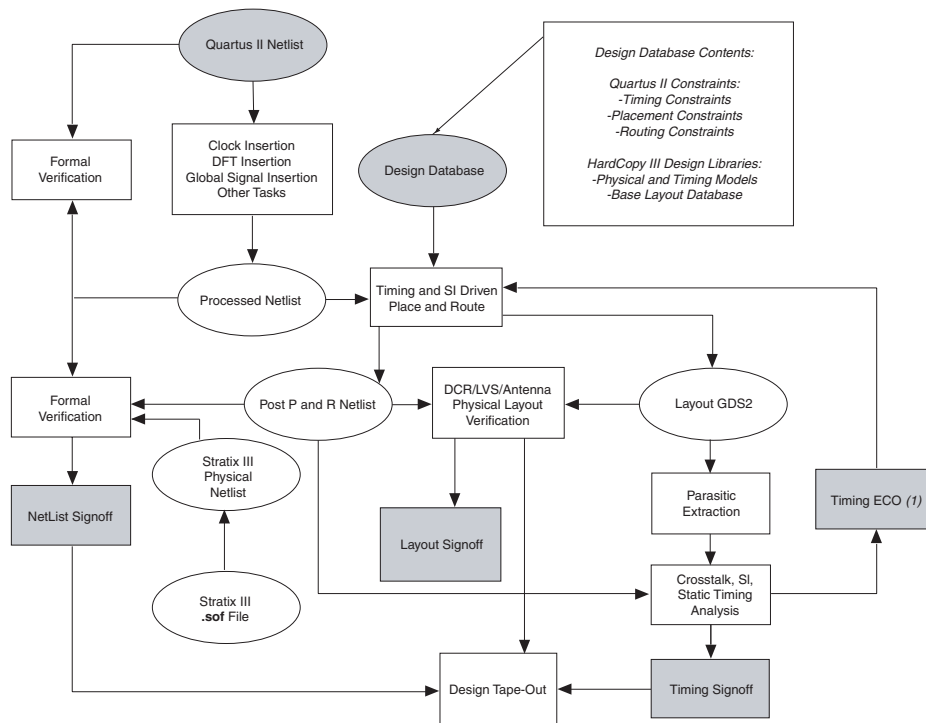 Quartus II Netlist
Design Database Contents:
Quartus II Constraints:
-Timing Constraints
-Placement Constraints
-Routing Constraints
HardCopy III Design Libraries:
-Physical and Timing Models
-Base Layout Database
Formal
Verification
Clock Insertion
DFT Insertion
Global Signal Insertion
Other Tasks
Design Database
Processed Netlist
Timing and SI Driven
Place and Route
Formal
Verification
Post P and R Netlist
DCR/LVS/Antenna
Physical Layout
Verification
Layout GDS2
Stratix III
Physical
Netlist
NetList Signoff
Layout Signoff
Parasitic
Extraction
Timing ECO (1)
Stratix III
.sof File
Crosstalk, SI,
Static Timing
Analysis
Design Tape-Out
Timing Signoff